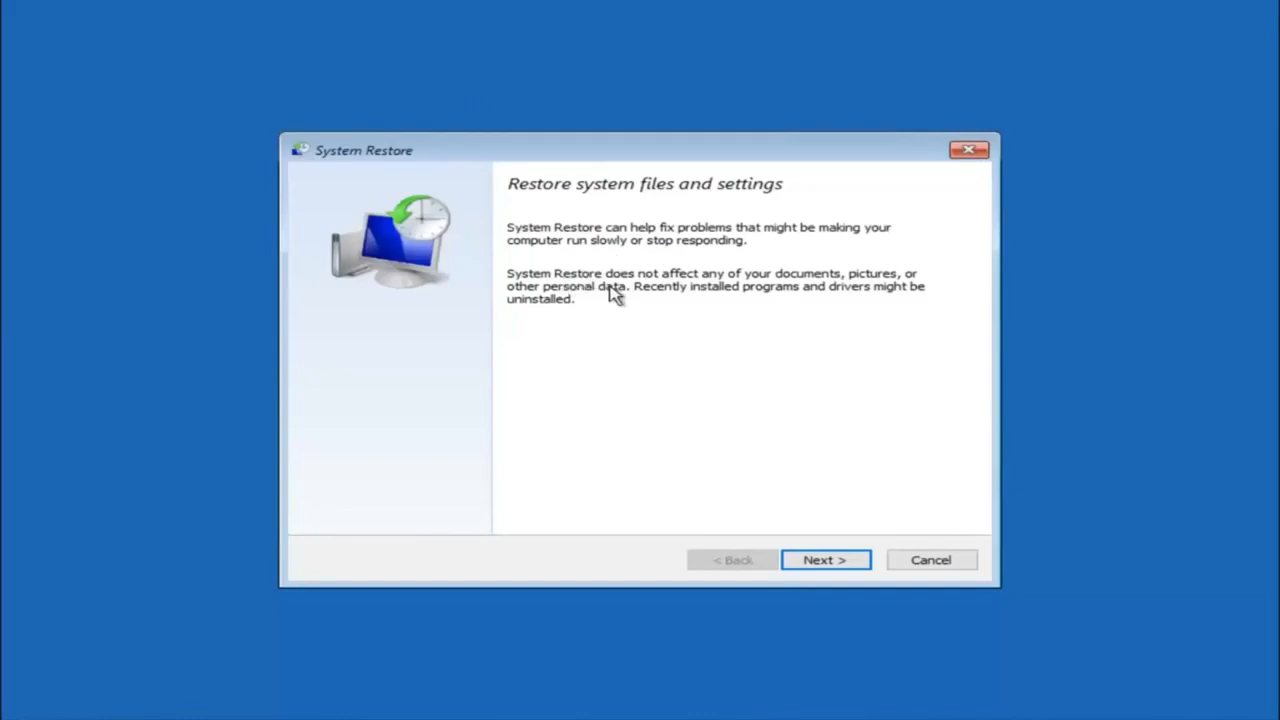 System Restore
Restore system files and settings
System Restore can help fix problems that might be making your
computer run slowly or stop responding.
System Restore does not affect any of your documents, pictures, or
other personal data. Recently installed programs and drivers might be
uninstalled.
< Back Next > Cancel